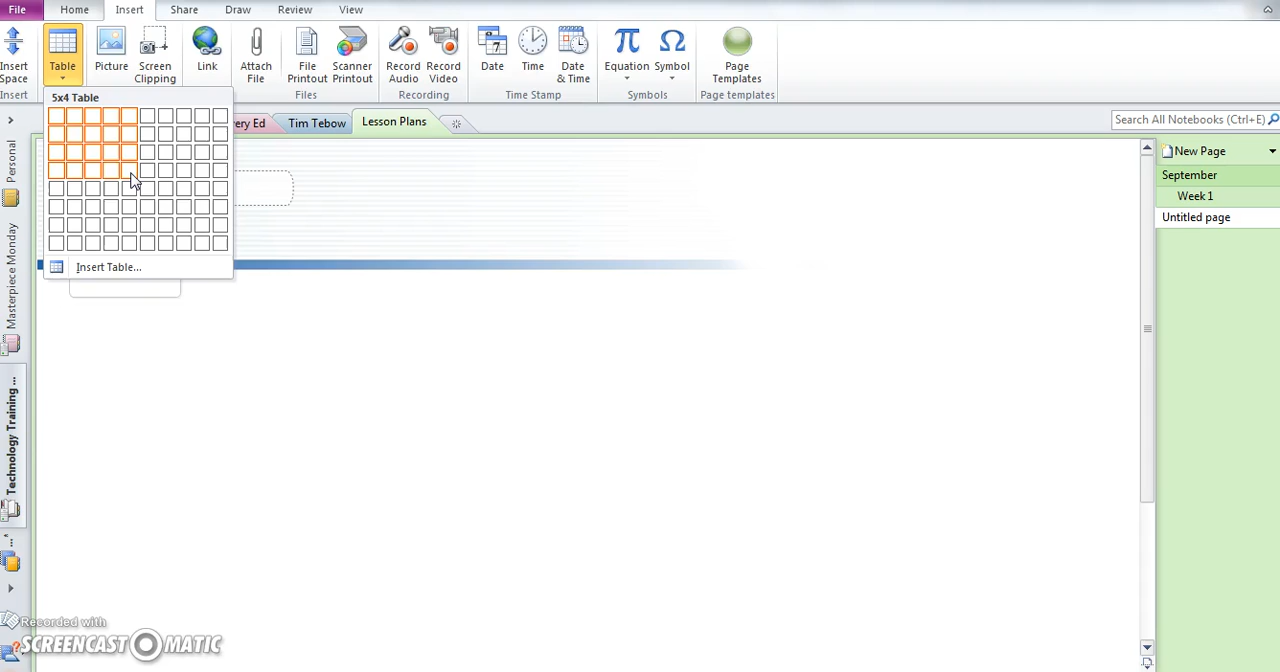 File Home Insert Share Draw Review View
Insert Space Table Picture Screen Clipping Link Attach File File Printout Scanner Printout Record Audio Record Video Date Time Date & Time Equation Symbol Page Templates
Insert Files Recording Time Stamp Symbols Page templates
5x4 Table
Insert Table...
ery Ed Tim Tebow Lesson Plans
Search All Notebooks (Ctrl+E)
New Page
September
Week 1
Untitled page
Personal
Masterpiece Monday
Technology Training ...
Recorded with
SCREENCAST MATIC
7